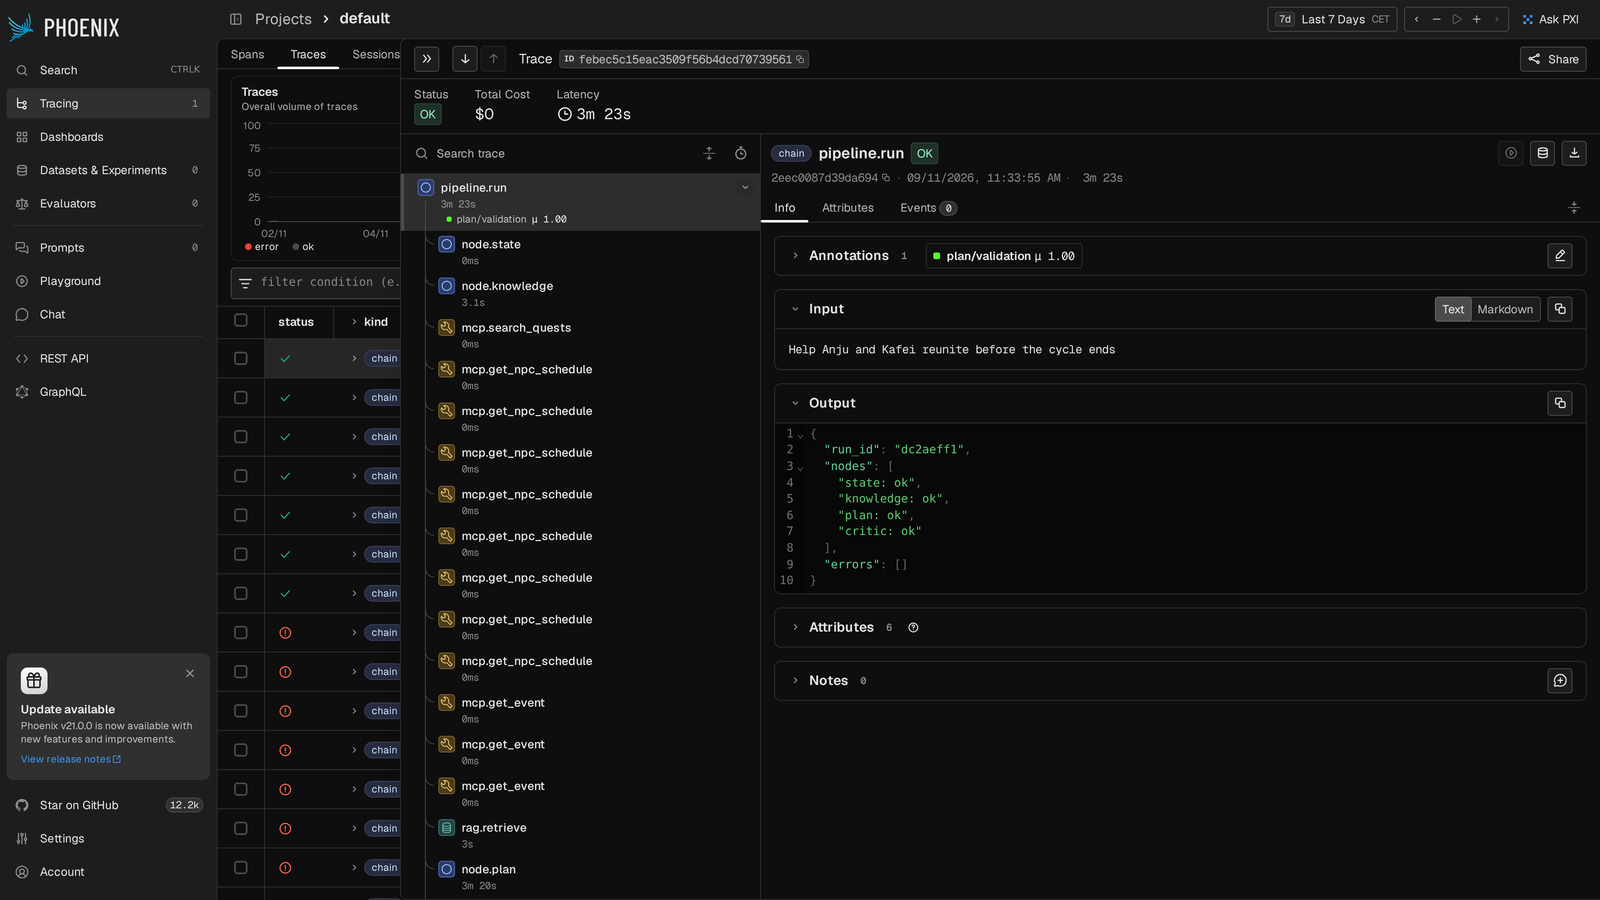 PHOENIX
Search CTRLK
Tracing 1
Dashboards
Datasets & Experiments 0
Evaluators 0
Prompts 0
Playground
Chat
REST API
GraphQL
Update available
Phoenix v21.0.0 is now available with
new features and improvements.
View release notes
Star on GitHub 12.2k
Settings
Account
Projects › default
7d Last 7 Days CET
Ask PXI
Spans Traces Sessions
Traces
Overall volume of traces
100
75
50
25
0
02/11 04/11
error ok
filter condition (e.
status kind
chain
chain
chain
chain
chain
chain
chain
chain
chain
chain
chain
chain
chain
chain
Trace ID febec5c15eac3509f56b4dcd70739561
Share
Status Total Cost Latency
OK $0 3m 23s
Search trace
pipeline.run
3m 23s
plan/validation μ 1.00
node.state
0ms
node.knowledge
3.1s
mcp.search_quests
0ms
mcp.get_npc_schedule
0ms
mcp.get_npc_schedule
0ms
mcp.get_npc_schedule
0ms
mcp.get_npc_schedule
0ms
mcp.get_npc_schedule
0ms
mcp.get_npc_schedule
0ms
mcp.get_npc_schedule
0ms
mcp.get_npc_schedule
0ms
mcp.get_event
0ms
mcp.get_event
0ms
mcp.get_event
0ms
rag.retrieve
3s
node.plan
3m 20s
chain pipeline.run OK
2eec0087d39da694 · 09/11/2026, 11:33:55 AM · 3m 23s
Info Attributes Events 0
Annotations 1 plan/validation μ 1.00
Input Text Markdown
Help Anju and Kafei reunite before the cycle ends
Output
1 {
2 "run_id": "dc2aeff1",
3 "nodes": [
4 "state: ok",
5 "knowledge: ok",
6 "plan: ok",
7 "critic: ok"
8 ],
9 "errors": []
10 }
Attributes 6
Notes 0